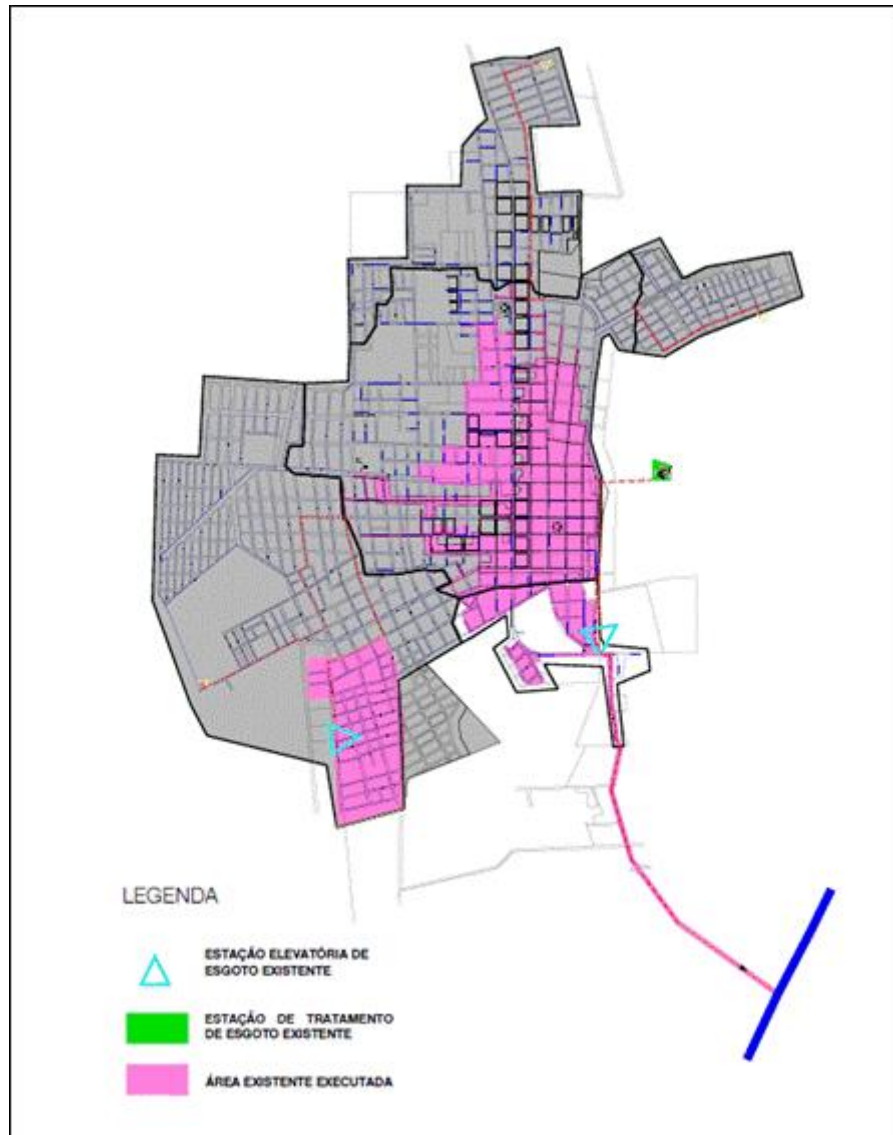 LEGENDA
ESTAÇÃO ELEVATÓRIA DE
ESGOTO EXISTENTE
ESTAÇÃO DE TRATAMENTO
DE ESGOTO EXISTENTE
ÁREA EXISTENTE EXECUTADA